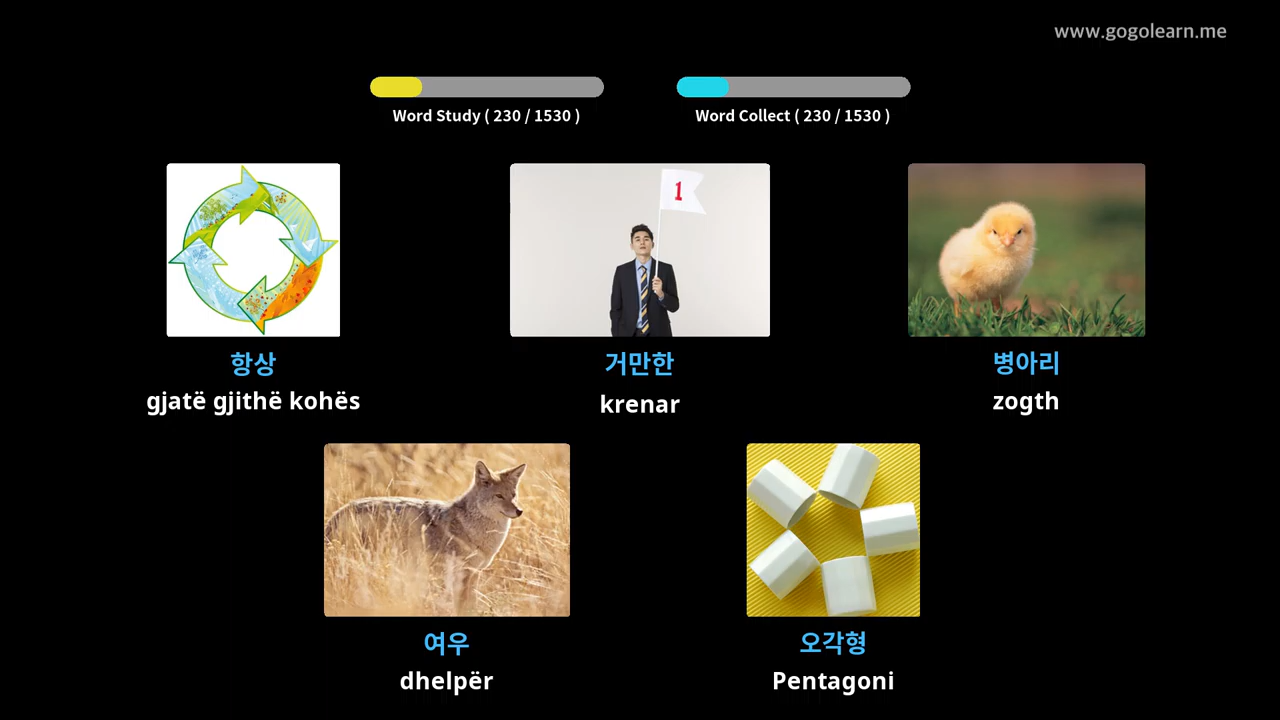 www.gogolearn.me
Word Study ( 230 / 1530 )
Word Collect ( 230 / 1530 )
1
항상
gjatë gjithë kohës
거만한
krenar
병아리
zogth
여우
dhelpër
오각형
Pentagoni